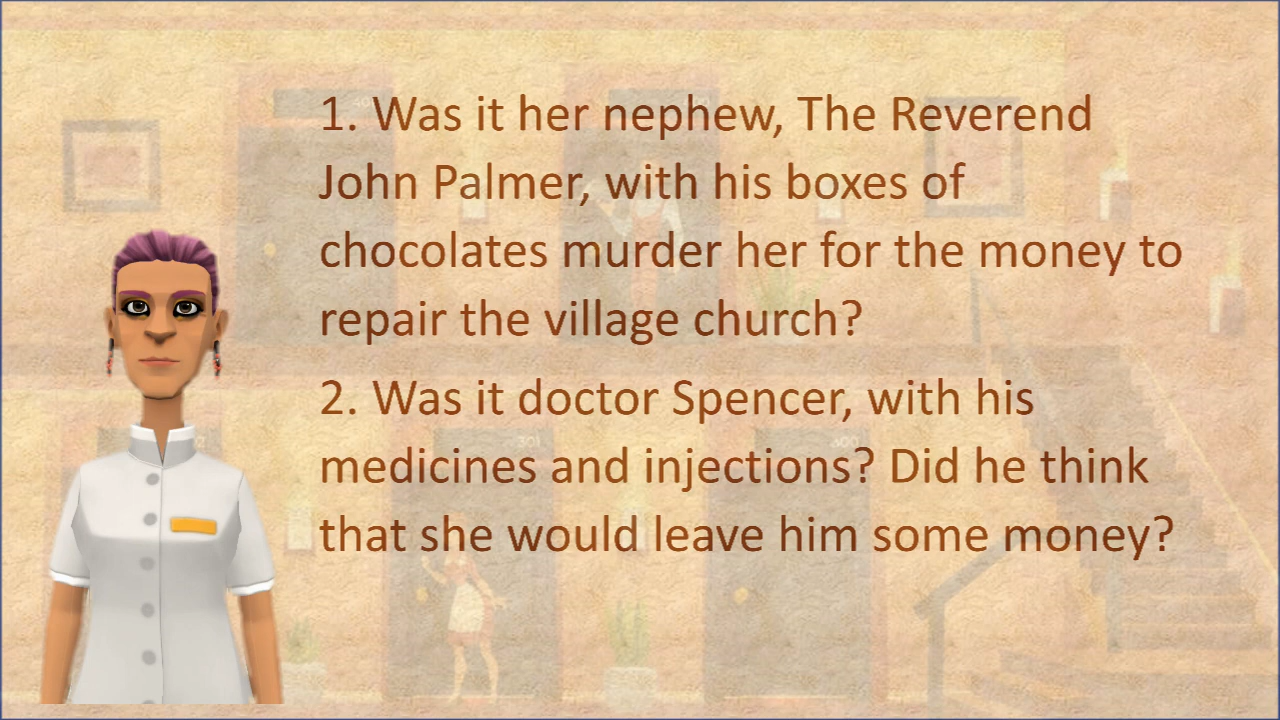 1. Was it her nephew, The Reverend
John Palmer, with his boxes of
chocolates murder her for the money to
repair the village church?
2. Was it doctor Spencer, with his
medicines and injections? Did he think
that she would leave him some money?